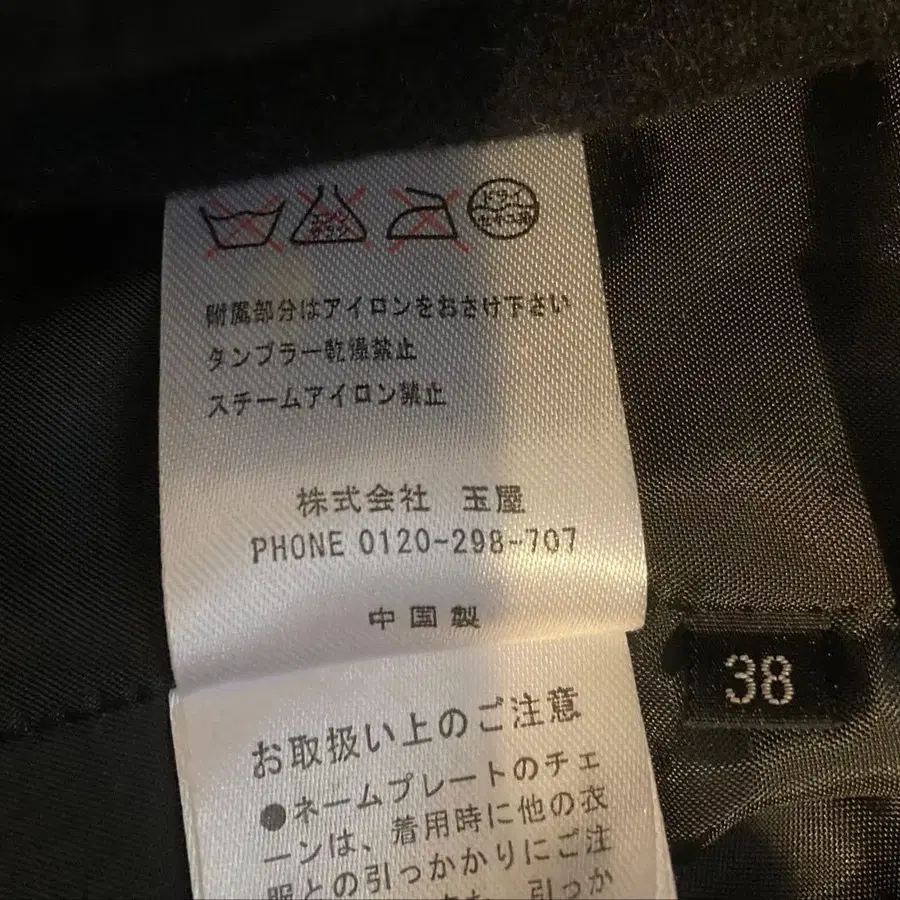 附属部分はアイロンをおさけ下さい
タンブラー乾燥禁止
スチームアイロン禁止
株式会社 玉屋
PHONE 0120-298-707
中国製
38
お取扱い上のご注意
●ネームプレートのチェ
ーンは、着用時に他の衣
服との引っかかりにご注
引っか